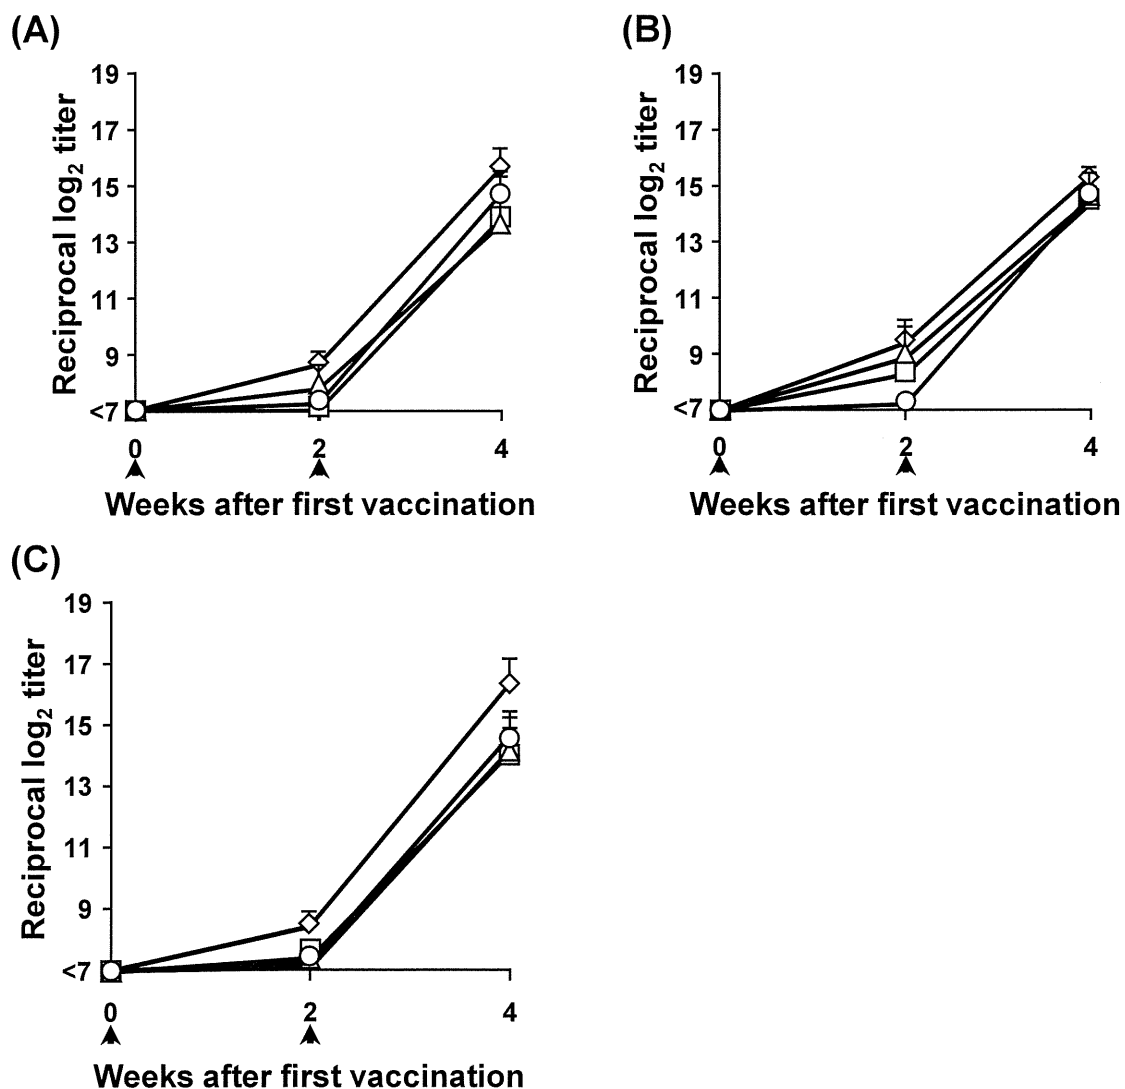 (A)
Reciprocal log2 titer
19
17
15
13
11
9
<7
0 2 4
Weeks after first vaccination
(B)
Reciprocal log2 titer
19
17
15
13
11
9
<7
0 2 4
Weeks after first vaccination
(C)
Reciprocal log2 titer
19
17
15
13
11
9
<7
0 2 4
Weeks after first vaccination